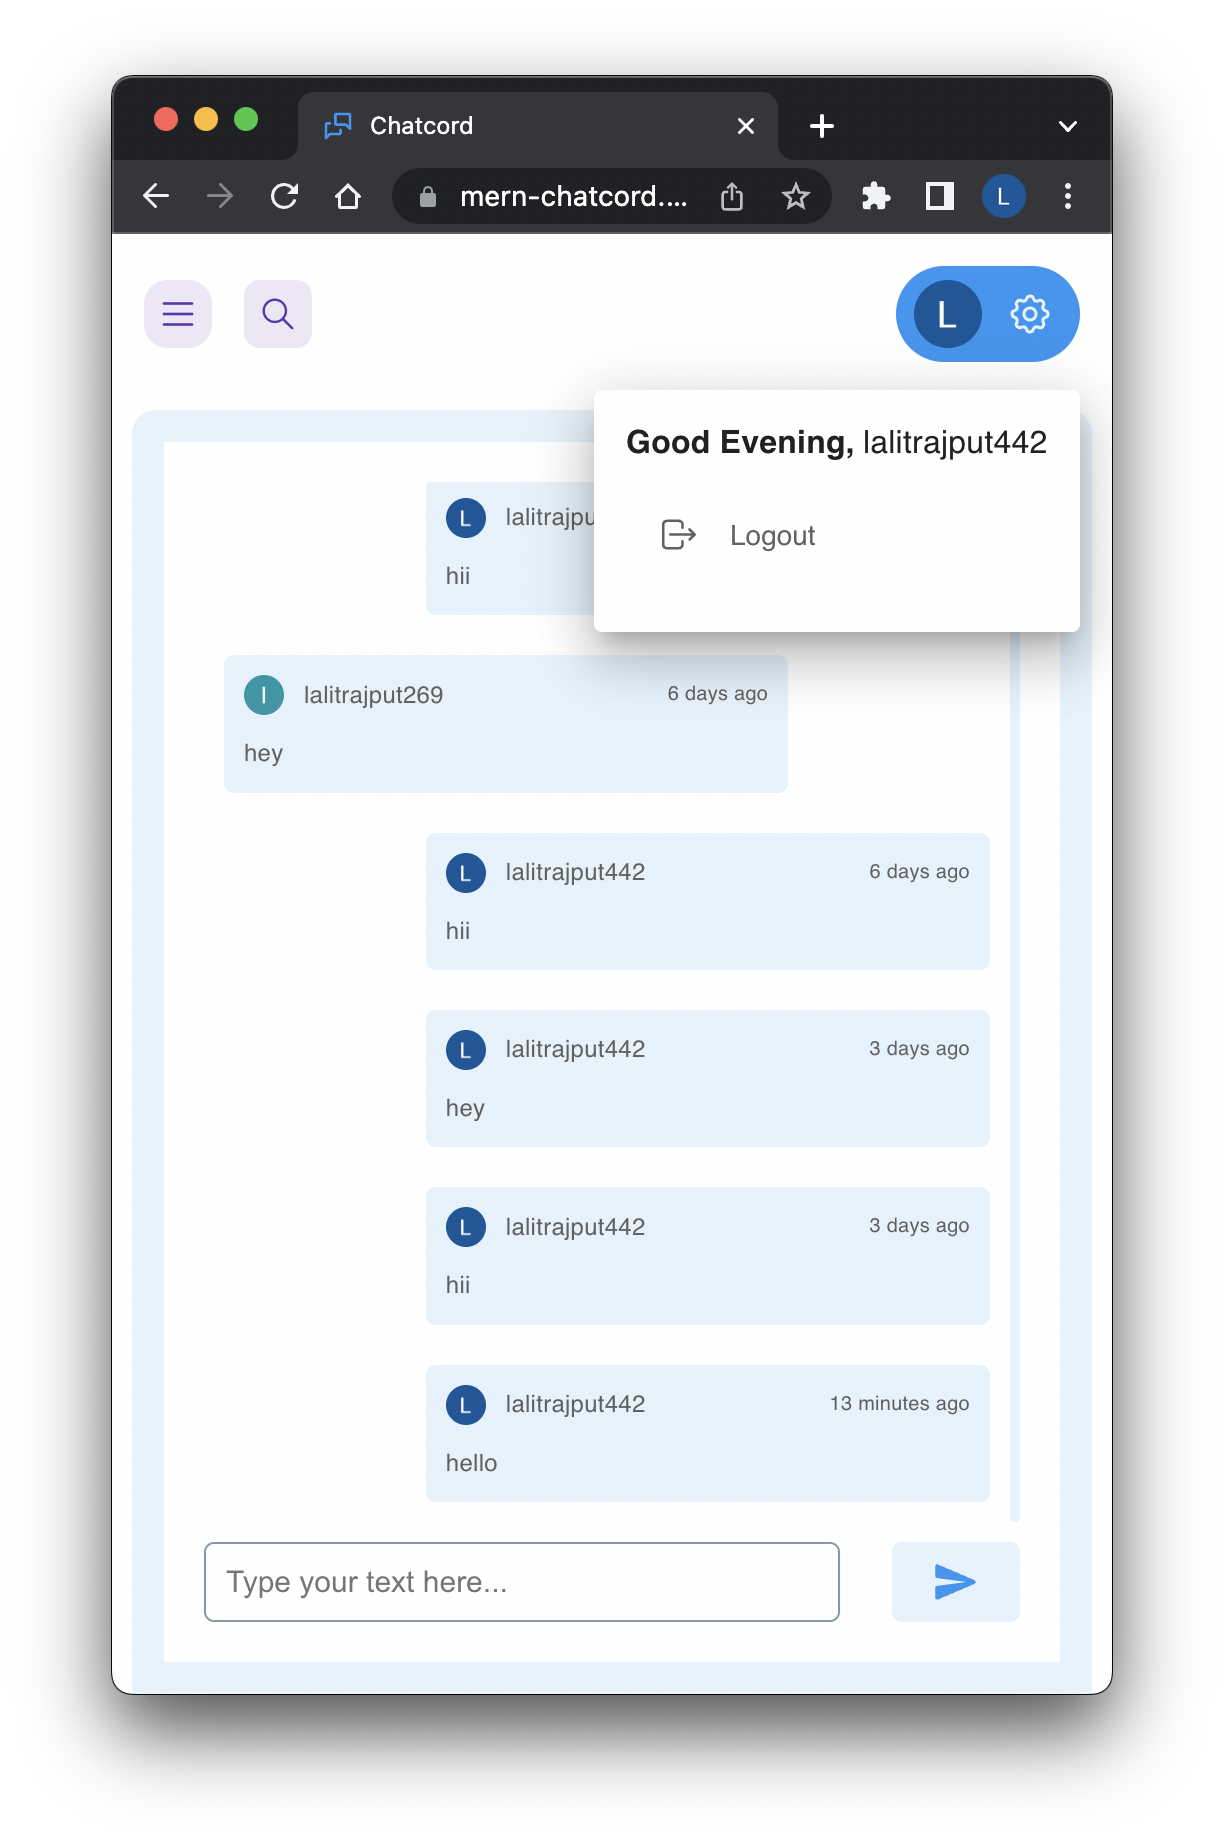 Chatcord
mern-chatcord....
L
L
Good Evening, lalitrajput442
Logout
L
hii
I lalitrajput269 6 days ago
hey
L lalitrajput442 6 days ago
hii
L lalitrajput442 3 days ago
hey
L lalitrajput442 3 days ago
hii
L lalitrajput442 13 minutes ago
hello
Type your text here...